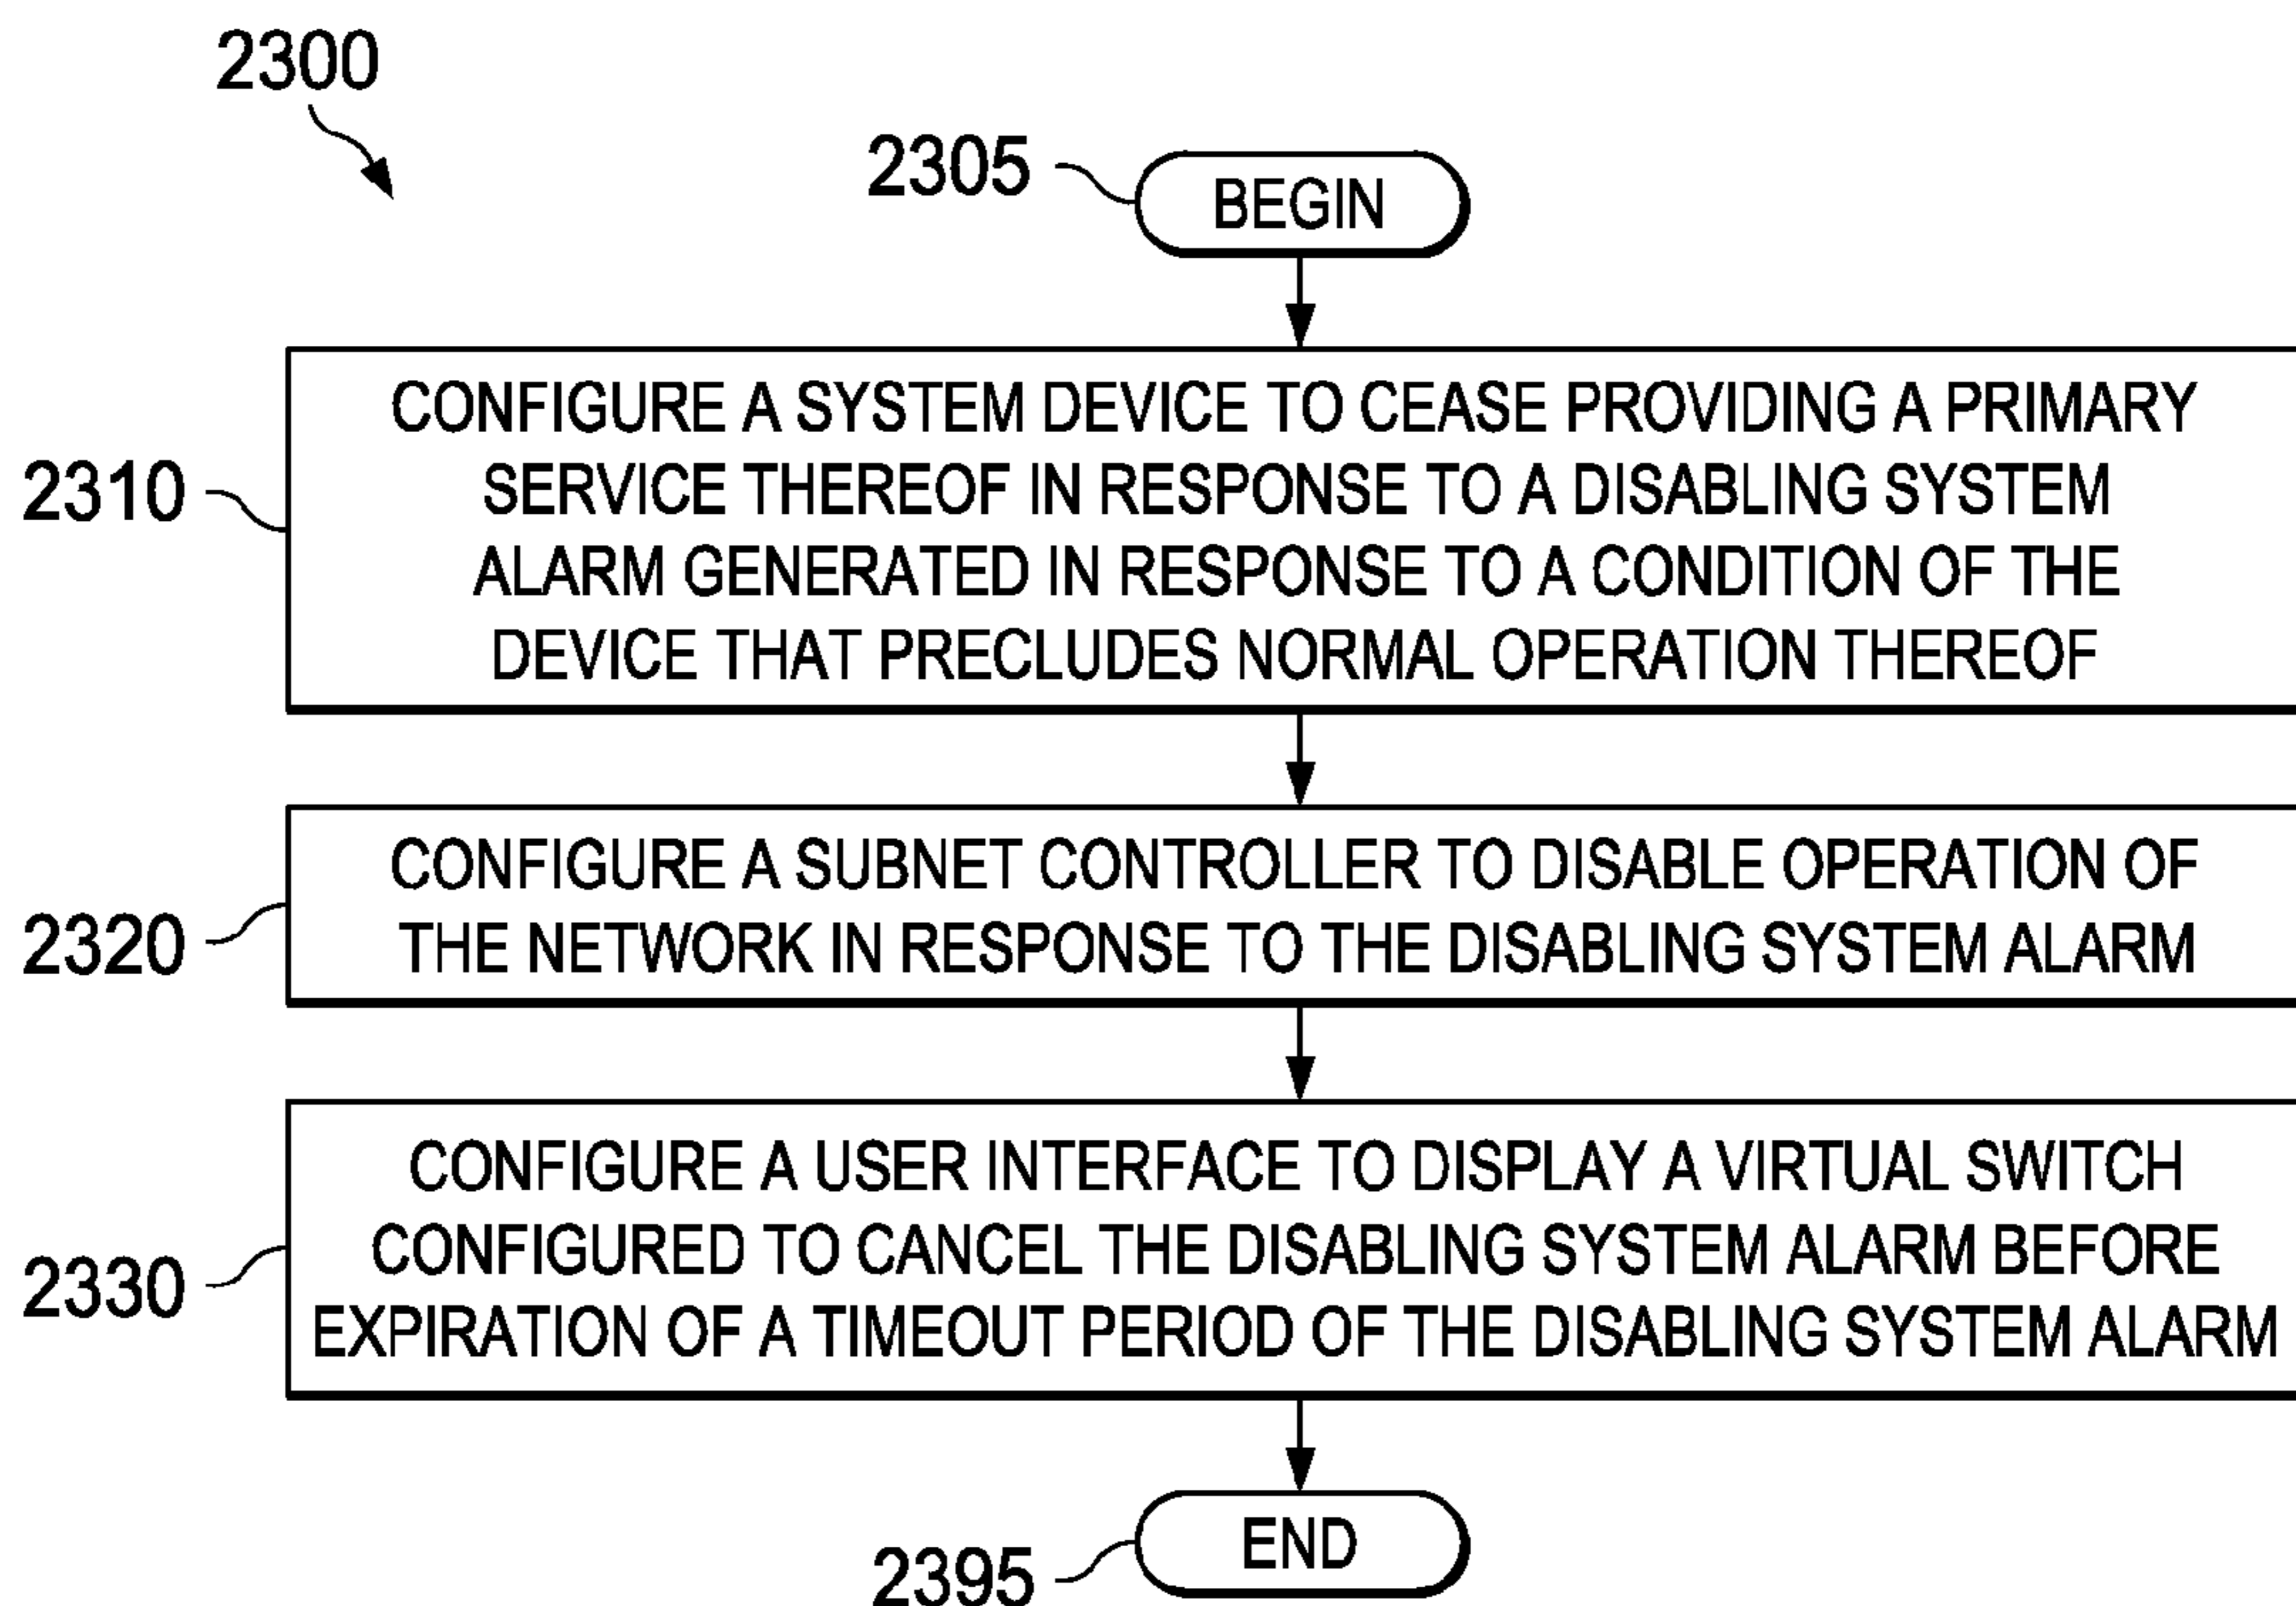 2300
2305
BEGIN
2310
CONFIGURE A SYSTEM DEVICE TO CEASE PROVIDING A PRIMARY
SERVICE THEREOF IN RESPONSE TO A DISABLING SYSTEM
ALARM GENERATED IN RESPONSE TO A CONDITION OF THE
DEVICE THAT PRECLUDES NORMAL OPERATION THEREOF
2320
CONFIGURE A SUBNET CONTROLLER TO DISABLE OPERATION OF
THE NETWORK IN RESPONSE TO THE DISABLING SYSTEM ALARM
2330
CONFIGURE A USER INTERFACE TO DISPLAY A VIRTUAL SWITCH
CONFIGURED TO CANCEL THE DISABLING SYSTEM ALARM BEFORE
EXPIRATION OF A TIMEOUT PERIOD OF THE DISABLING SYSTEM ALARM
END
2395